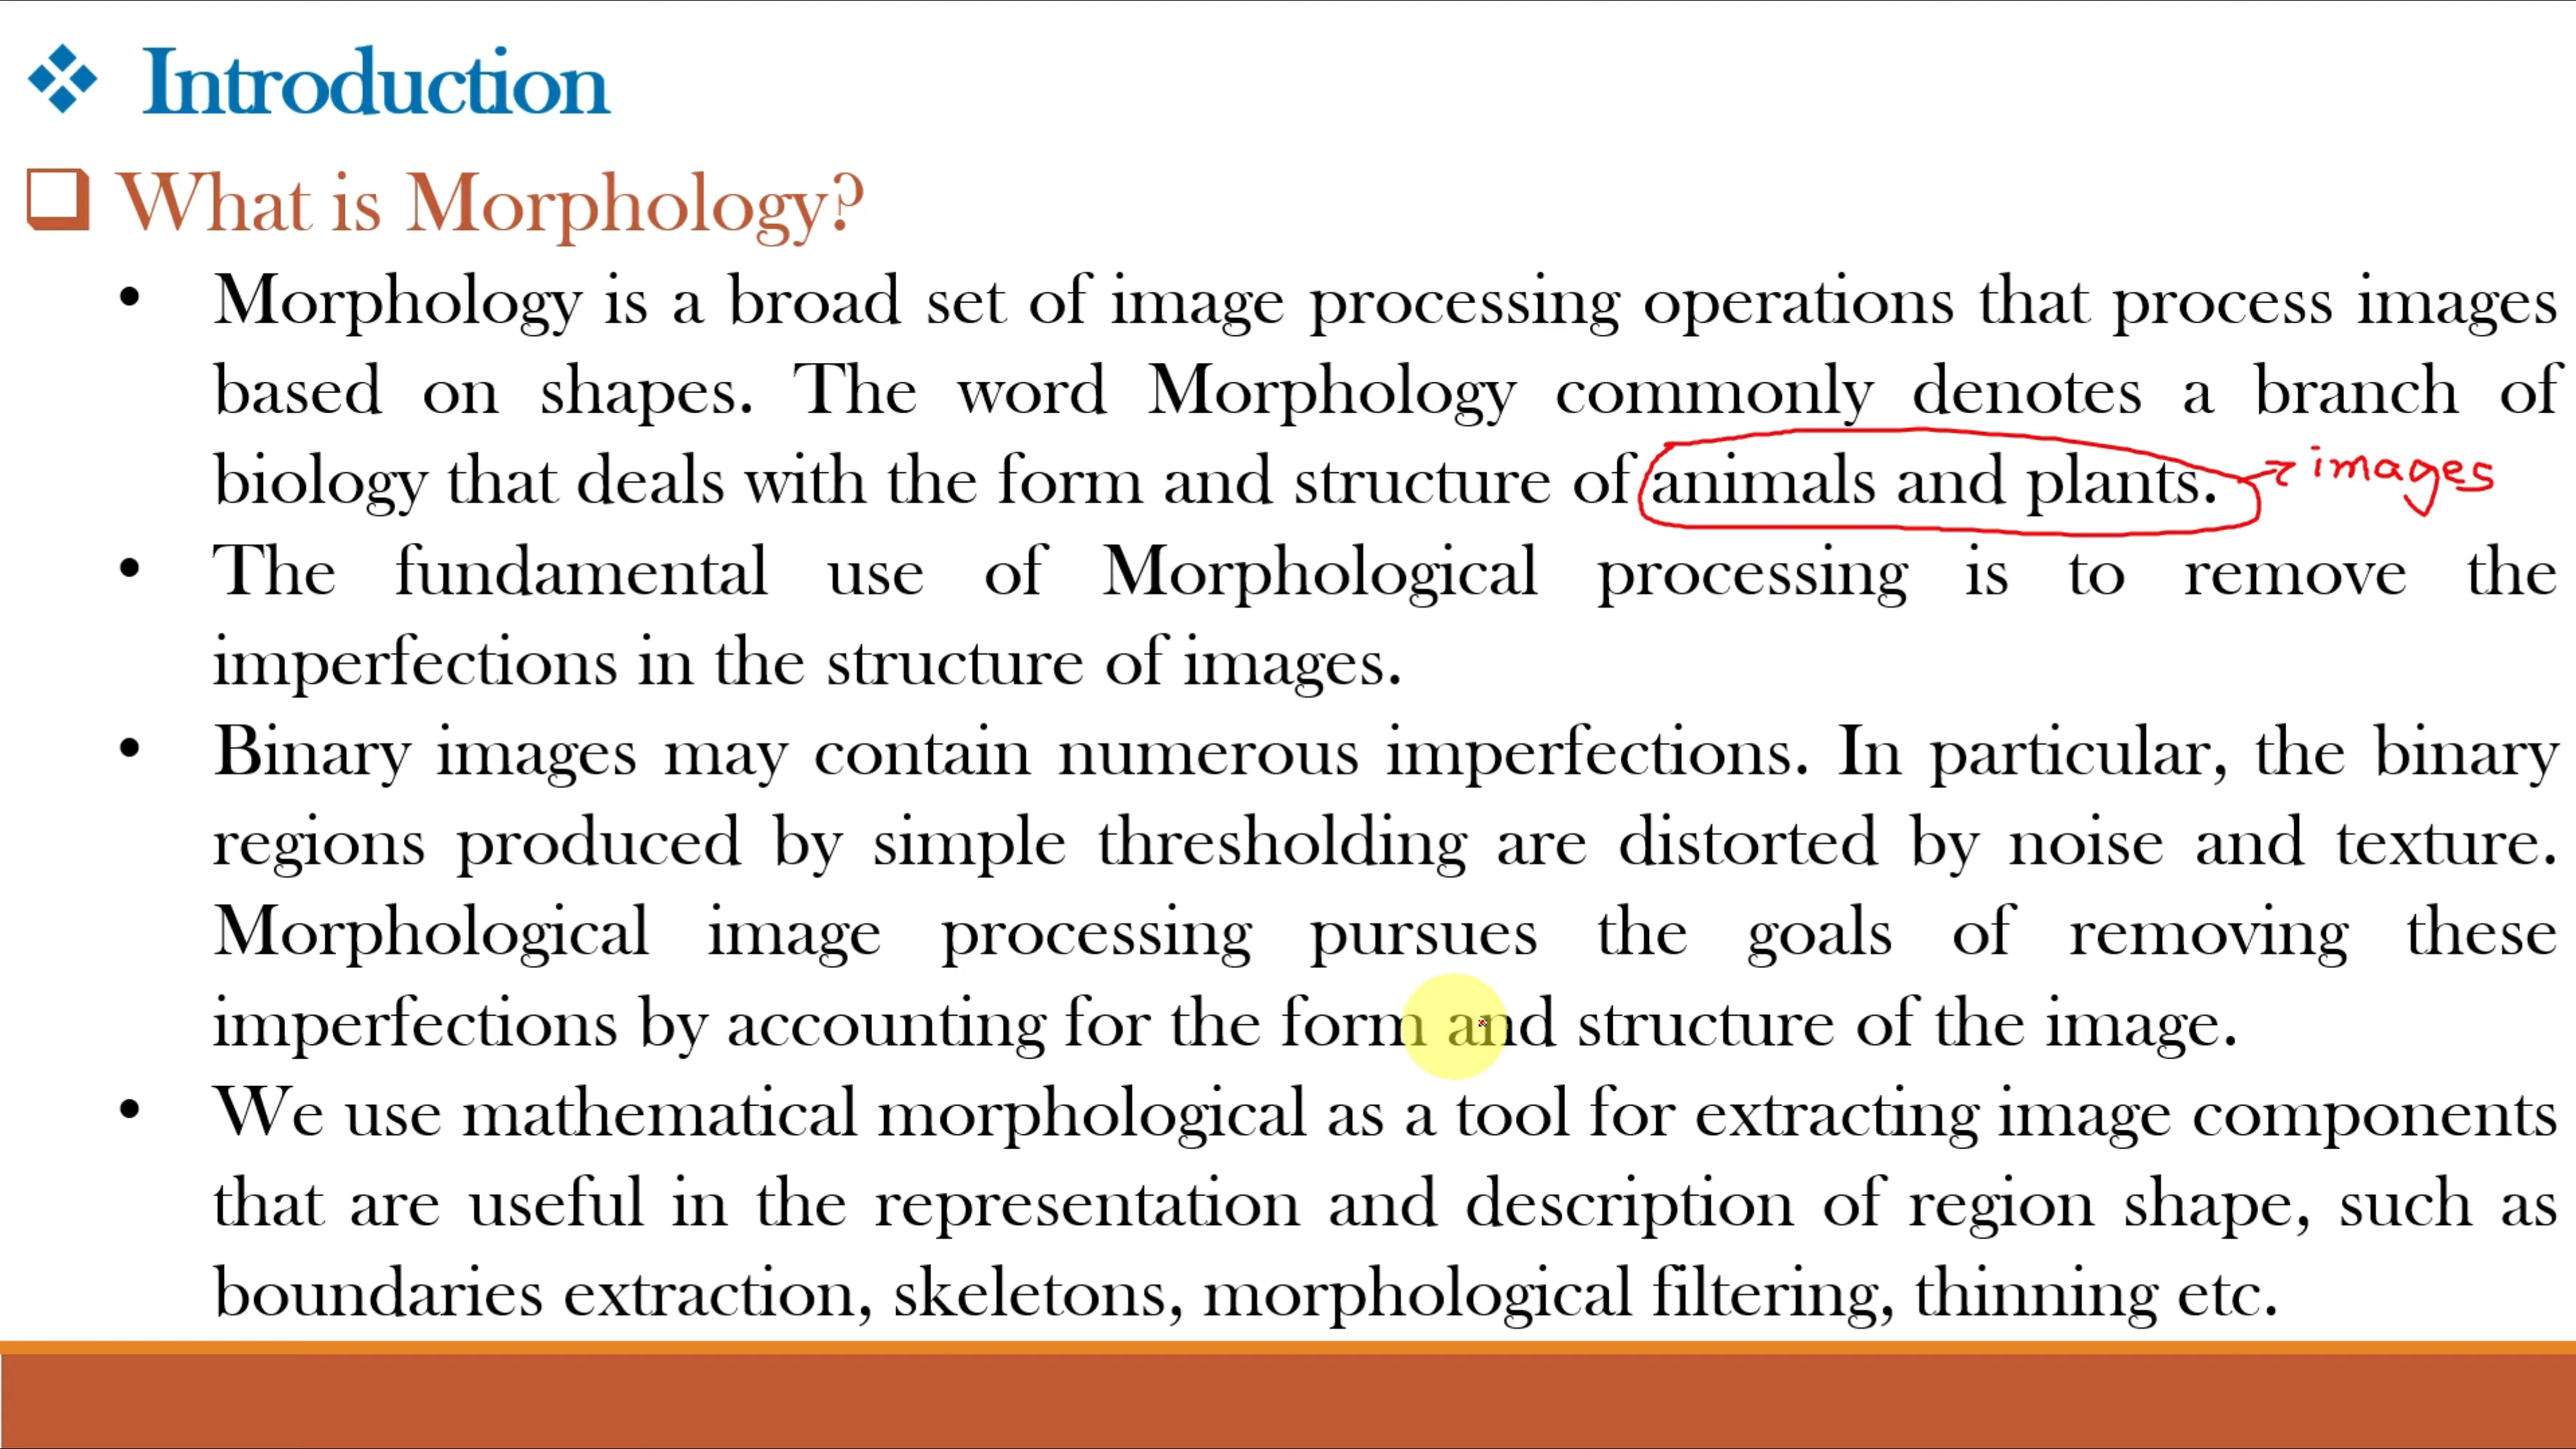 Introduction
What is Morphology?
• Morphology is a broad set of image processing operations that process images
based on shapes. The word Morphology commonly denotes a branch of
biology that deals with the form and structure of animals and plants. images
• The fundamental use of Morphological processing is to remove the
imperfections in the structure of images.
• Binary images may contain numerous imperfections. In particular, the binary
regions produced by simple thresholding are distorted by noise and texture.
Morphological image processing pursues the goals of removing these
imperfections by accounting for the form and structure of the image.
• We use mathematical morphological as a tool for extracting image components
that are useful in the representation and description of region shape, such as
boundaries extraction, skeletons, morphological filtering, thinning etc.